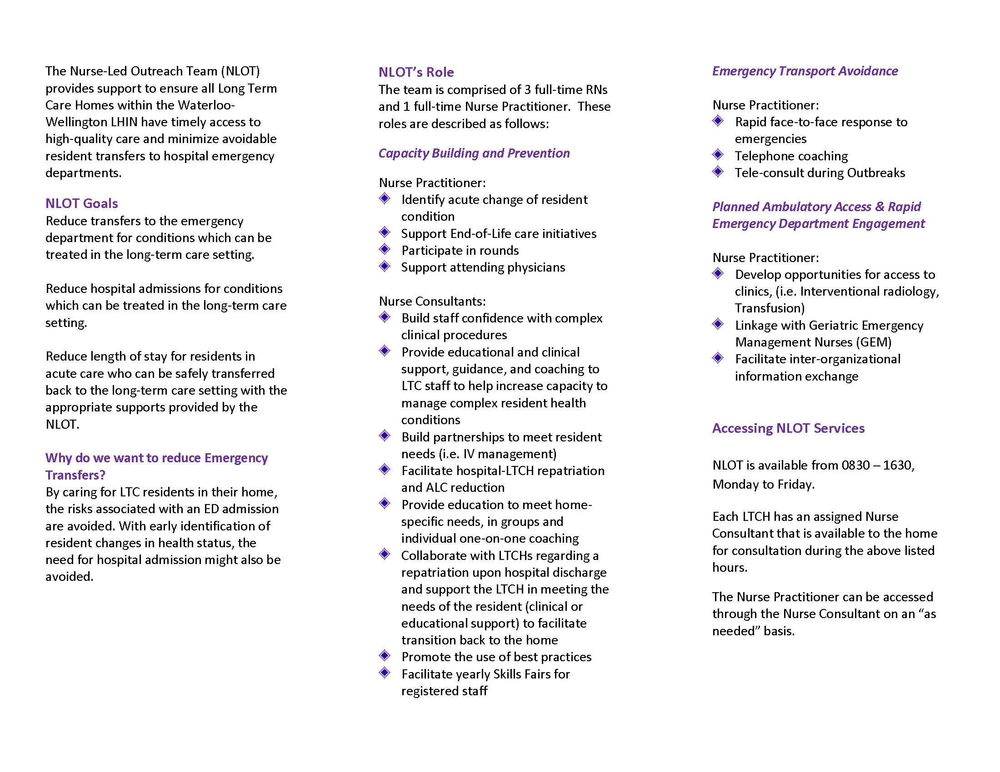 The Nurse-Led Outreach Team (NLOT)
provides support to ensure all Long Term
Care Homes within the Waterloo-
Wellington LHIN have timely access to
high-quality care and minimize avoidable
resident transfers to hospital emergency
departments.
NLOT Goals
Reduce transfers to the emergency
department for conditions which can be
treated in the long-term care setting.
Reduce hospital admissions for conditions
which can be treated in the long-term care
setting.
Reduce length of stay for residents in
acute care who can be safely transferred
back to the long-term care setting with the
appropriate supports provided by the
NLOT.
Why do we want to reduce Emergency
Transfers?
By caring for LTC residents in their home,
the risks associated with an ED admission
are avoided. With early identification of
resident changes in health status, the
need for hospital admission might also be
avoided.
NLOT’s Role
The team is comprised of 3 full-time RNs
and 1 full-time Nurse Practitioner.  These
roles are described as follows:
Capacity Building and Prevention
Nurse Practitioner:
Identify acute change of resident
condition
Support End-of-Life care initiatives
Participate in rounds
Support attending physicians
Nurse Consultants:
Build staff confidence with complex
clinical procedures
Provide educational and clinical
support, guidance, and coaching to
LTC staff to help increase capacity to
manage complex resident health
conditions
Build partnerships to meet resident
needs (i.e. IV management)
Facilitate hospital-LTCH repatriation
and ALC reduction
Provide education to meet home-
specific needs, in groups and
individual one-on-one coaching
Collaborate with LTCHs regarding a
repatriation upon hospital discharge
and support the LTCH in meeting the
needs of the resident (clinical or
educational support) to facilitate
transition back to the home
Promote the use of best practices
Facilitate yearly Skills Fairs for
registered staff
Emergency Transport Avoidance
Nurse Practitioner:
Rapid face-to-face response to
emergencies
Telephone coaching
Tele-consult during Outbreaks
Planned Ambulatory Access & Rapid
Emergency Department Engagement
Nurse Practitioner:
Develop opportunities for access to
clinics, (i.e. Interventional radiology,
Transfusion)
Linkage with Geriatric Emergency
Management Nurses (GEM)
Facilitate inter-organizational
information exchange
Accessing NLOT Services
NLOT is available from 0830 – 1630,
Monday to Friday.
Each LTCH has an assigned Nurse
Consultant that is available to the home
for consultation during the above listed
hours.
The Nurse Practitioner can be accessed
through the Nurse Consultant on an “as
needed” basis.